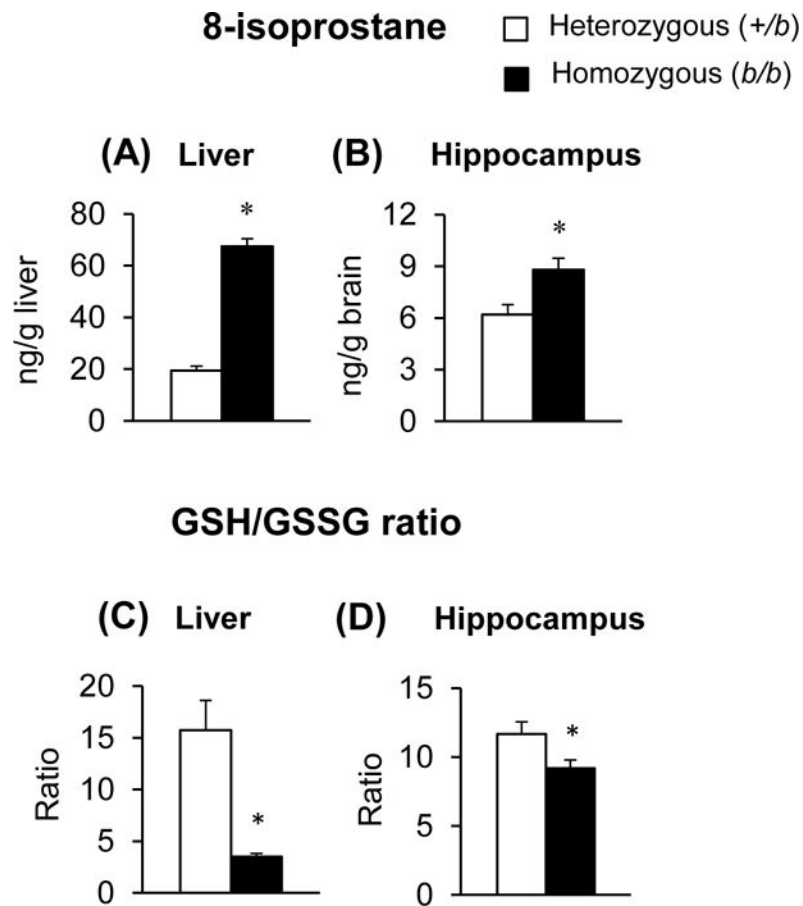 8-isoprostane
Heterozygous (+/b)
Homozygous (b/b)
(A) Liver
(B) Hippocampus
ng/g liver
80
60
40
20
0
*
ng/g brain
12
9
6
3
0
*
GSH/GSSG ratio
(C) Liver
(D) Hippocampus
Ratio
20
15
10
5
0
*
Ratio
15
10
5
0
*